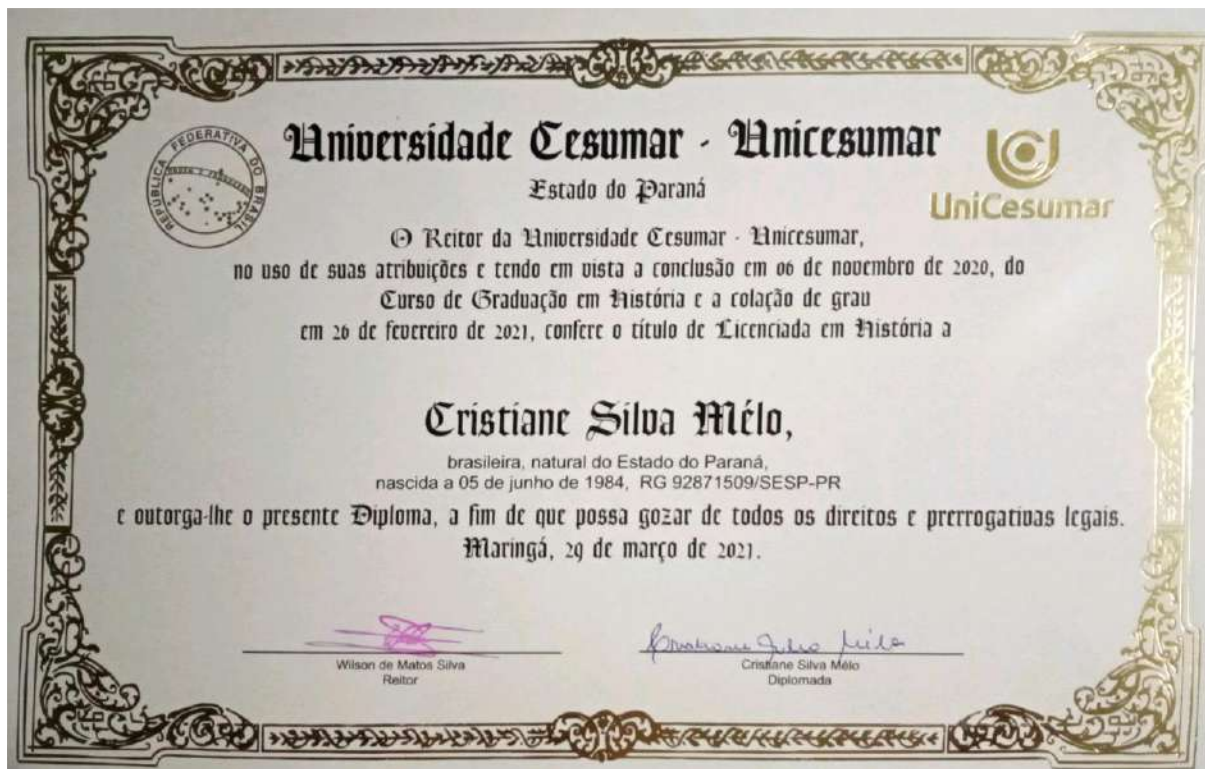 REPÚBLICA FEDERATIVA DO BRASIL
ORDEM E PROGRESSO
Universidade Cesumar - Unicesumar
UniCesumar
Estado do Paraná
O Reitor da Universidade Cesumar - Unicesumar,
no uso de suas atribuições e tendo em vista a conclusão em 06 de novembro de 2020, do
Curso de Graduação em História e a colação de grau
em 26 de fevereiro de 2021, confere o título de Licenciada em História a
Cristiane Silva Mélo,
brasileira, natural do Estado do Paraná,
nascida a 05 de junho de 1984, RG 92871509/SESP-PR
e outorga-lhe o presente Diploma, a fim de que possa gozar de todos os direitos e prerrogativas legais.
Maringá, 29 de março de 2021.
Cristiane Silva Mélo
Wilson de Matos Silva
Reitor
Cristiane Silva Mélo
Diplomada